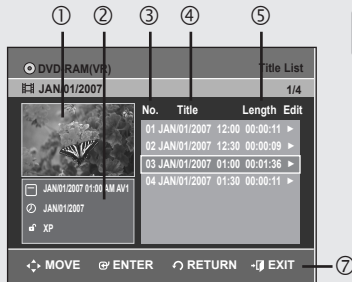 ① ② ③ ④ ⑤
DVD-RAM(VR) Title List
JAN/01/2007 1/4
No. Title Length Edit
01 JAN/01/2007 12:00 00:00:11 ►
02 JAN/01/2007 12:30 00:00:09 ►
03 JAN/01/2007 01:00 00:01:36 ►
04 JAN/01/2007 01:30 00:00:11 ►
JAN/01/2007 01:00 AM AV1
JAN/01/2007
XP
MOVE ENTER RETURN EXIT ⑦